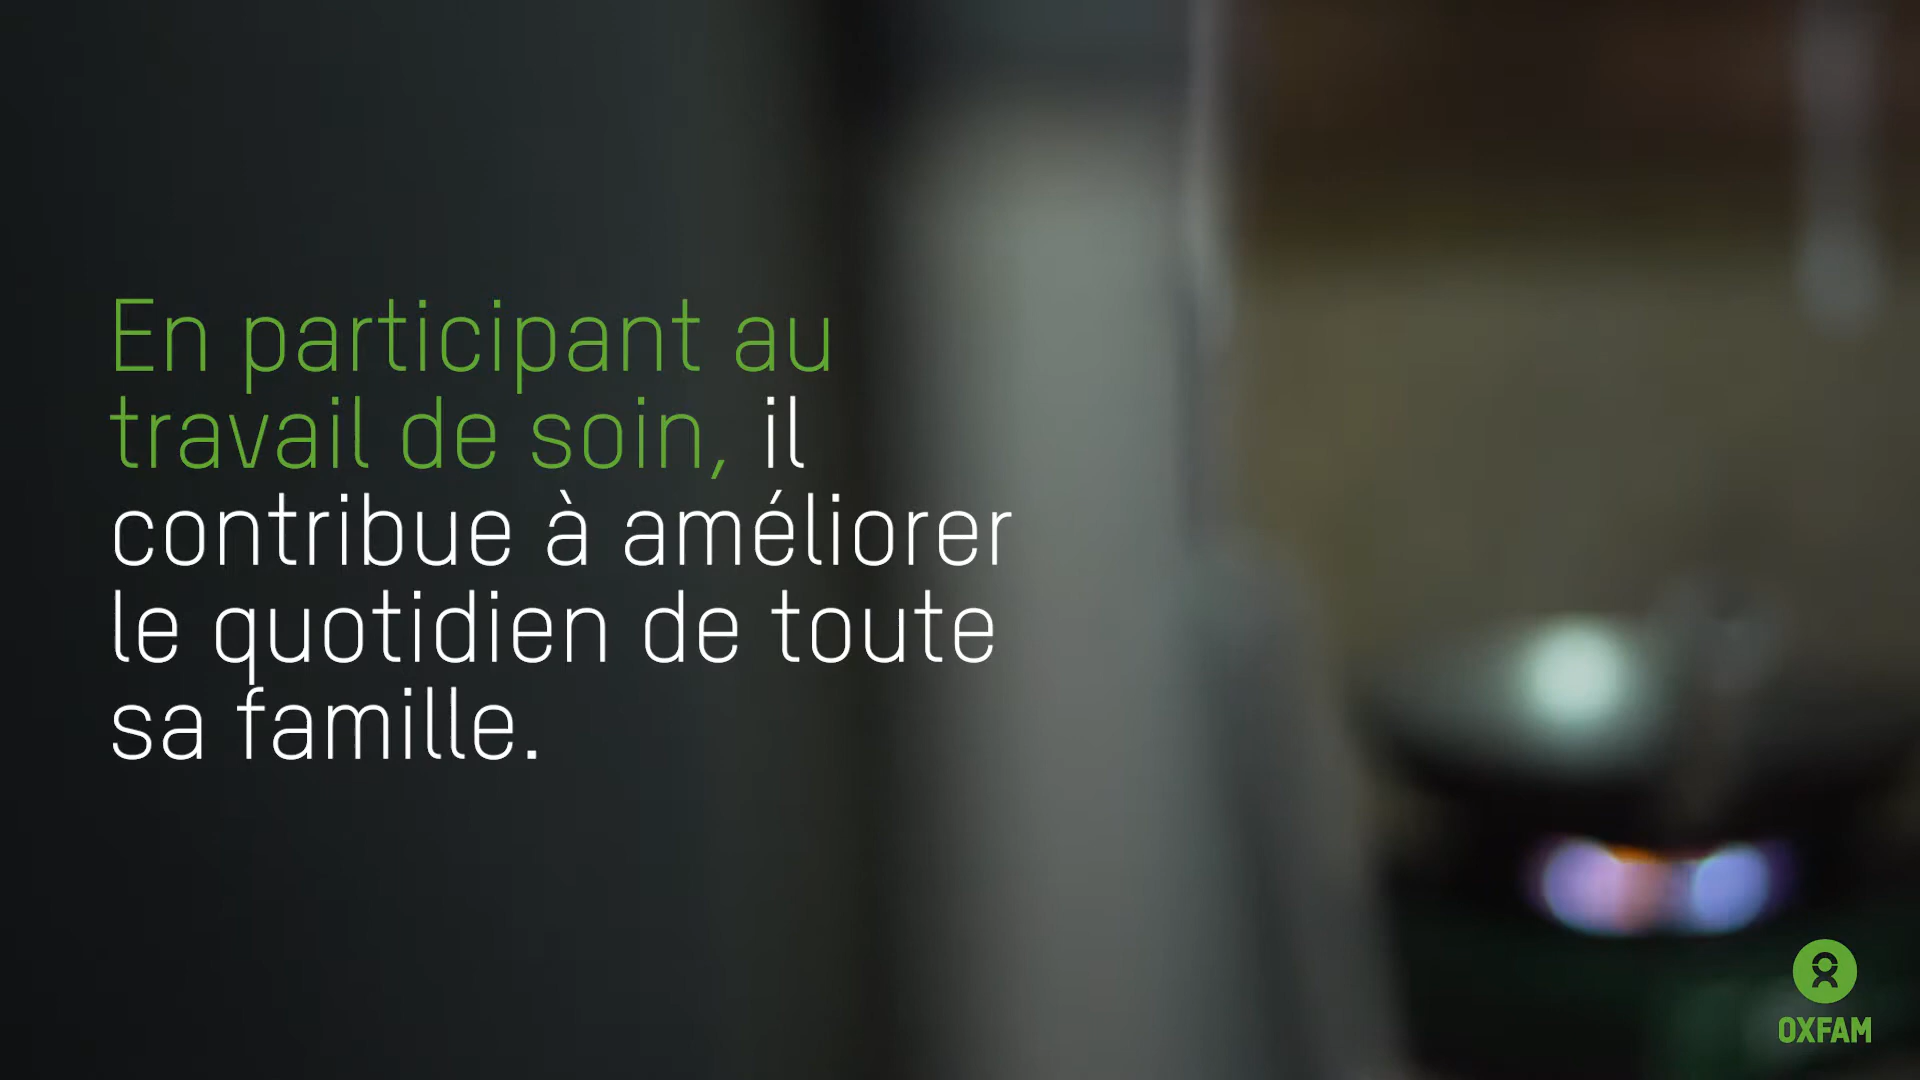 En participant au
travail de soin, il
contribue à améliorer
le quotidien de toute
sa famille.
OXFAM